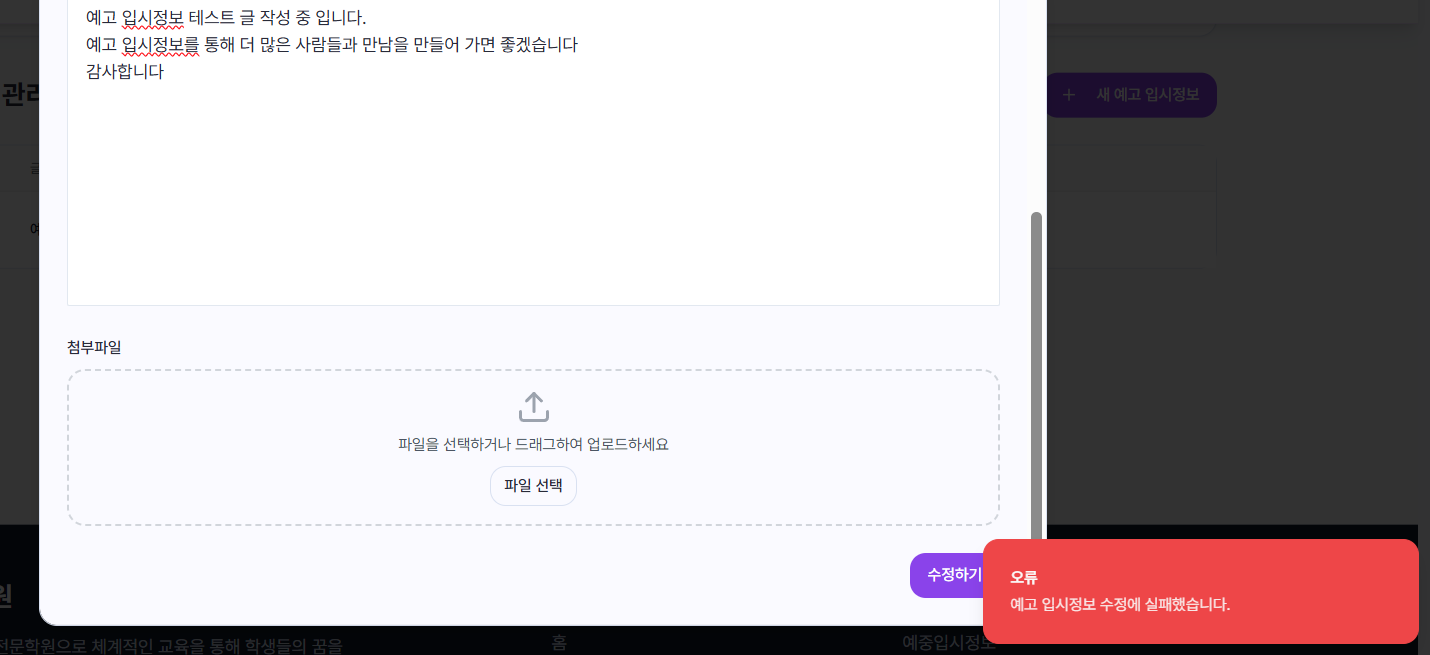 예고 입시정보 테스트 글 작성 중 입니다.
예고 입시정보를 통해 더 많은 사람들과 만남을 만들어 가면 좋겠습니다
감사합니다
관리
새 예고 입시정보
첨부파일
파일을 선택하거나 드래그하여 업로드하세요
파일 선택
수정하기
오류
예고 입시정보 수정에 실패했습니다.
원
전문학원으로 체계적인 교육을 통해 학생들의 꿈을
홈
예중입시정보